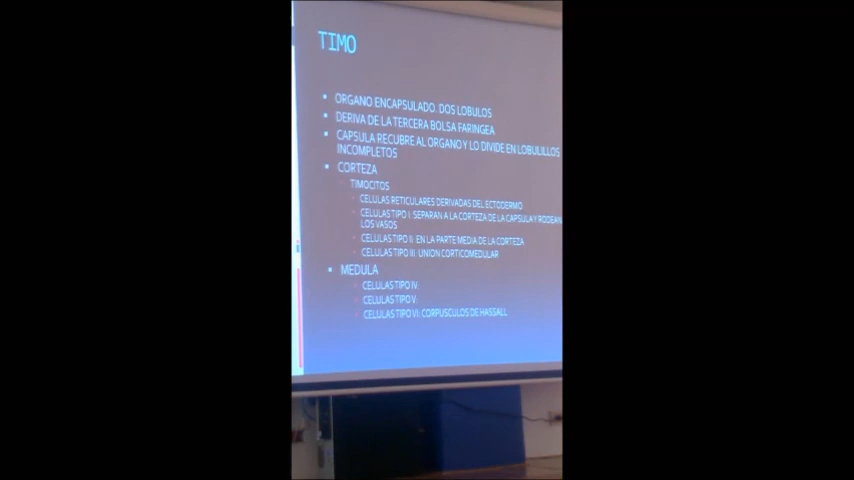 TIMO
ORGANO ENCAPSULADO. DOS LOBULOS
DERIVA DE LA TERCERA BOLSA FARINGEA
CAPSULA RECUBRE AL ORGANO Y LO DIVIDE EN LOBULILLOS
INCOMPLETOS
CORTEZA
TIMOCITOS
CELULAS RETICULARES DERIVADAS DEL ECTODERMO
CELULAS TIPO I: SEPARAN A LA CORTEZA DE LA CAPSULA Y RODEAN
LOS VASOS
CELULAS TIPO II: EN LA PARTE MEDIA DE LA CORTEZA
CELULAS TIPO III: UNION CORTICOMEDULAR
MEDULA
CELULAS TIPO IV
CELULAS TIPO V
CELULAS TIPO VI: CORPUSCULOS DE HASSALL